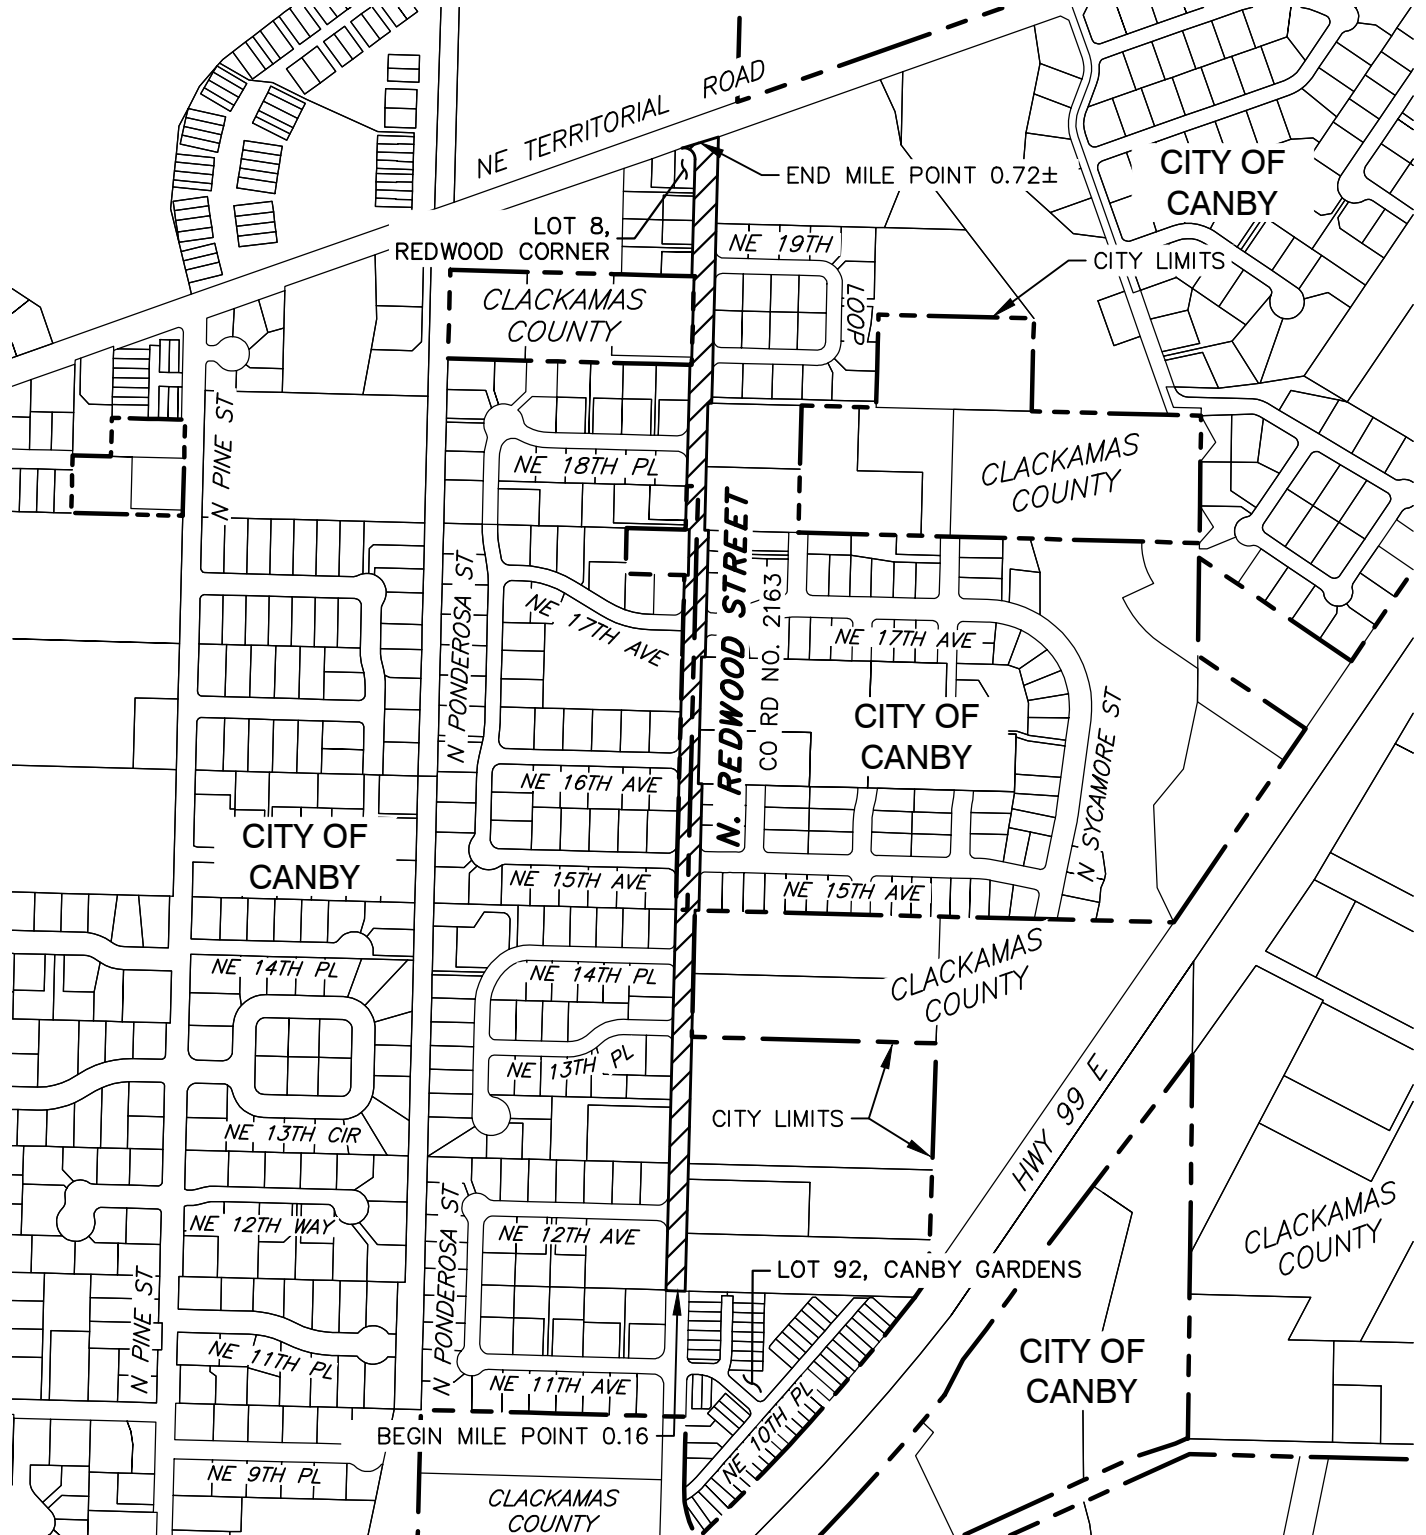 NE TERRITORIAL ROAD
END MILE POINT 0.72±
CITY OF
CANBY
LOT 8,
REDWOOD CORNER
NE 19TH
LOOP
CITY LIMITS
CLACKAMAS
COUNTY
N PINE ST
NE 18TH PL
CLACKAMAS
COUNTY
N PONDEROSA ST
NE 17TH AVE
N. REDWOOD STREET
CO RD NO. 2163
NE 17TH AVE
CITY OF
CANBY
N SYCAMORE ST
NE 16TH AVE
CITY OF
CANBY
NE 15TH AVE
NE 15TH AVE
NE 14TH PL
NE 14TH PL
CLACKAMAS
COUNTY
NE 13TH PL
CITY LIMITS
HWY 99 E
NE 13TH CIR
NE 12TH WAY
N PONDEROSA ST
NE 12TH AVE
CLACKAMAS
COUNTY
LOT 92, CANBY GARDENS
N PINE ST
NE 11TH PL
NE 11TH AVE
CITY OF
CANBY
BEGIN MILE POINT 0.16
NE 10TH PL
NE 9TH PL
CLACKAMAS
COUNTY